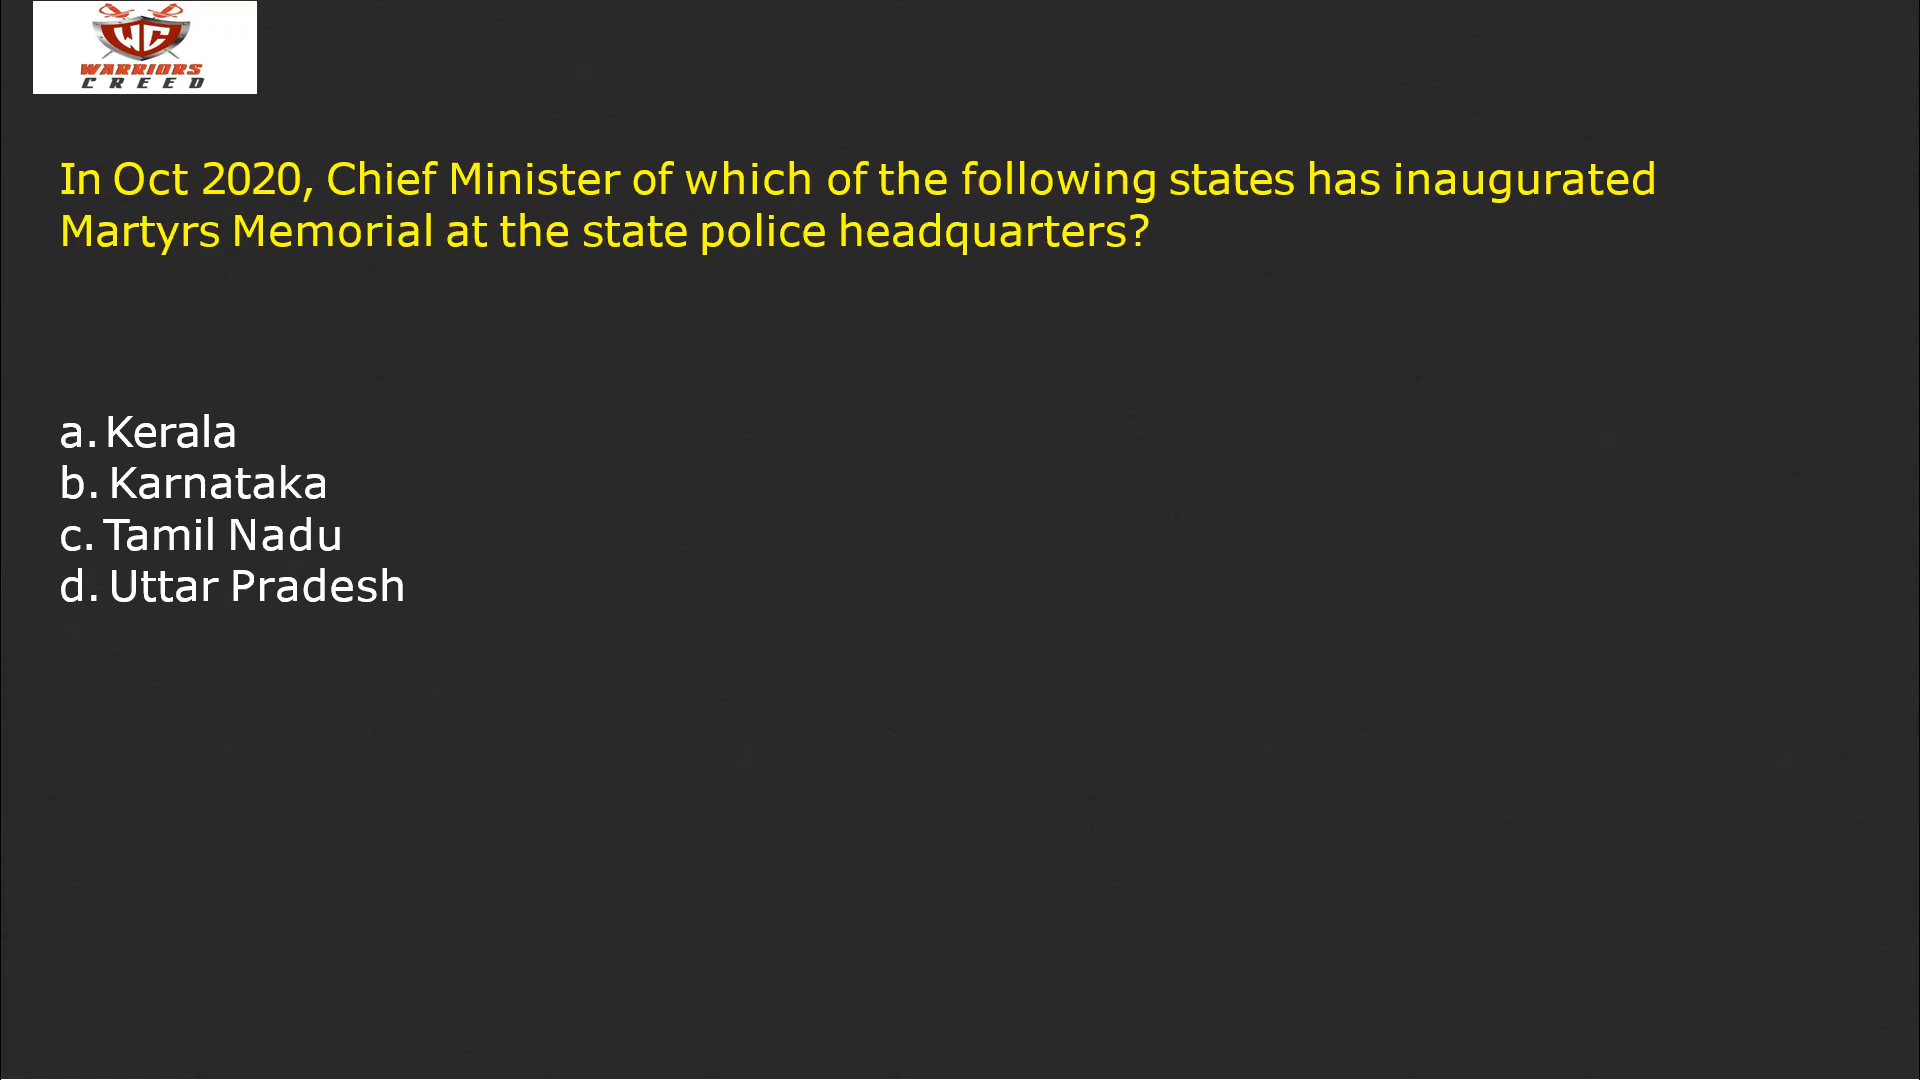 WC
WARRIORS
CREED
In Oct 2020, Chief Minister of which of the following states has inaugurated
Martyrs Memorial at the state police headquarters?
a. Kerala
b. Karnataka
c. Tamil Nadu
d. Uttar Pradesh